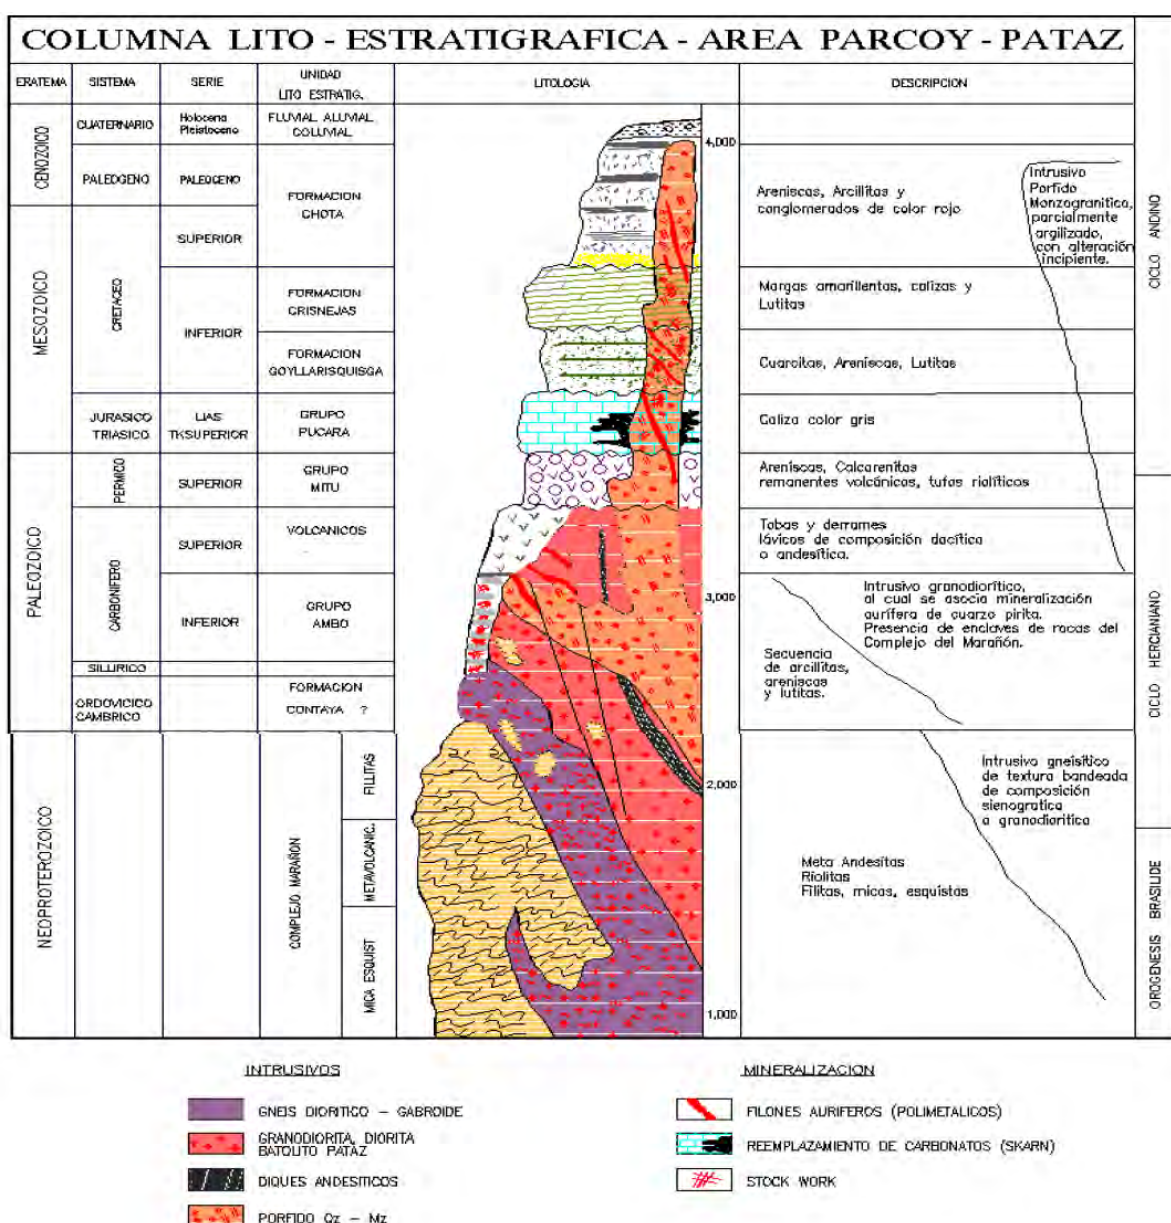 COLUMNA LITO - ESTRATIGRAFICA - AREA PARCOY - PATAZ
ERATEMA
SISTEMA
SERIE
UNIDAD
LITO ESTRATIG.
LITOLOGIA
DESCRIPCION
CENOZOICO
CUATERNARIO
Holocena
Pleistoceno
FLUVIAL ALUVIAL
COLUVIAL
4,000
PALEOGENO
PALEOGENO
FORMACION
CHOTA
Areniscas, Arcillitas y
conglomerados de color rojo
Intrusivo
Porfido
Monzogranitico,
parcialmente
argilizado,
con alteración
incipiente.
CICLO ANDINO
MESOZOICO
CRETACEO
SUPERIOR
INFERIOR
FORMACION
CRISNEJAS
Margas amarillentas, calizas y
Lutitas
FORMACION
GOYLLARISQUISGA
Cuarcitas, Areniscas, Lutitas
JURASICO
TRIASICO
LIAS
TKSUPERIOR
GRUPO
PUCARA
Caliza color gris
PALEOZOICO
PERMICO
SUPERIOR
GRUPO
MITU
Areniscas, Calcarenitas
remanentes volcánicos, tufos riolíticos
CICLO HERCIANIANO
CARBONIFERO
SUPERIOR
VOLCANICOS
Tobas y derrames
lávicos de composición dacítica
a andesítica.
INFERIOR
GRUPO
AMBO
3,000
Intrusivo granodiorítico,
al cual se asocia mineralización
aurífera de cuarzo pirita.
Presencia de enclaves de rocas del
Complejo del Marañón.
Secuencia
de arcillitas,
areniscas
y lutitas.
SILURICO
ORDOVICICO
CAMBRICO
FORMACION
CONTAYA ?
NEOPROTEROZOICO
COMPLEJO MARAÑON
FILLITAS
METAVOLCANIC.
MICA ESQUIST
2,000
1,000
Intrusivo gneisítico
de textura bandeada
de composición
sienogratica
a granodiorítica
Meta Andesitas
Riolitas
Filitas, micas, esquistas
OROGENESIS BRASILIDE
INTRUSIVOS
GNEIS DIORITICO - GABROIDE
GRANODIORITA, DIORITA
BATOLITO PATAZ
DIQUES ANDESITICOS
PORFIDO Qz - Mz
MINERALIZACION
FILONES AURIFEROS (POLIMETALICOS)
REEMPLAZAMIENTO DE CARBONATOS (SKARN)
STOCK WORK